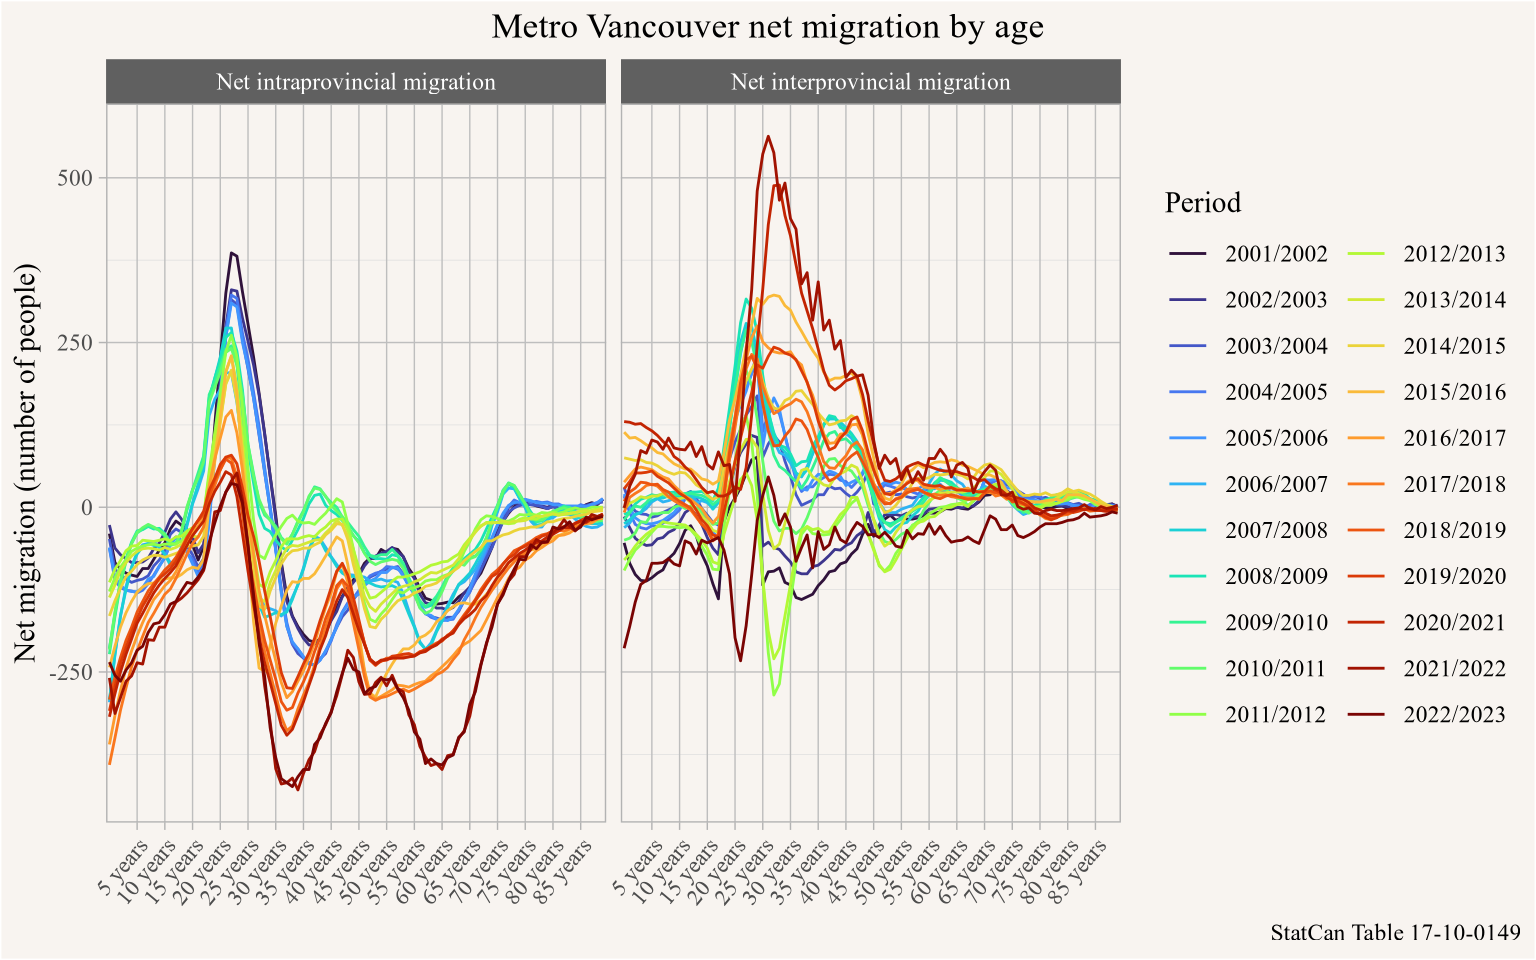 Metro Vancouver net migration by age
Net intraprovincial migration
Net interprovincial migration
Net migration (number of people)
500
250
0
-250
5 years
10 years
15 years
20 years
25 years
30 years
35 years
40 years
45 years
50 years
55 years
60 years
65 years
70 years
75 years
80 years
85 years
5 years
10 years
15 years
20 years
25 years
30 years
35 years
40 years
45 years
50 years
55 years
60 years
65 years
70 years
75 years
80 years
85 years
Period
2001/2002
2002/2003
2003/2004
2004/2005
2005/2006
2006/2007
2007/2008
2008/2009
2009/2010
2010/2011
2011/2012
2012/2013
2013/2014
2014/2015
2015/2016
2016/2017
2017/2018
2018/2019
2019/2020
2020/2021
2021/2022
2022/2023
StatCan Table 17-10-0149